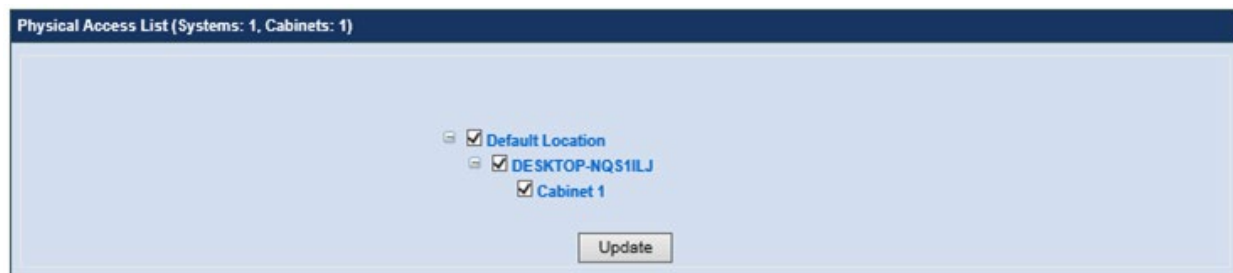 Physical Access List (Systems: 1, Cabinets: 1)
Default Location
DESKTOP-NQS1ILJ
Cabinet 1
Update